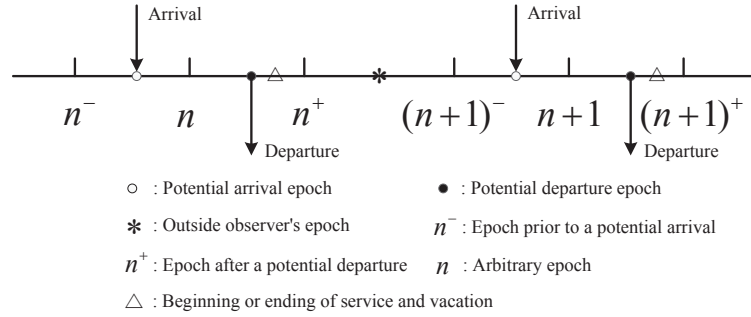 Arrival Arrival
n⁻ n n⁺ (n+1)⁻ n+1 (n+1)⁺
Departure Departure
○ : Potential arrival epoch ● : Potential departure epoch
* : Outside observer's epoch n⁻ : Epoch prior to a potential arrival
n⁺ : Epoch after a potential departure n : Arbitrary epoch
△ : Beginning or ending of service and vacation